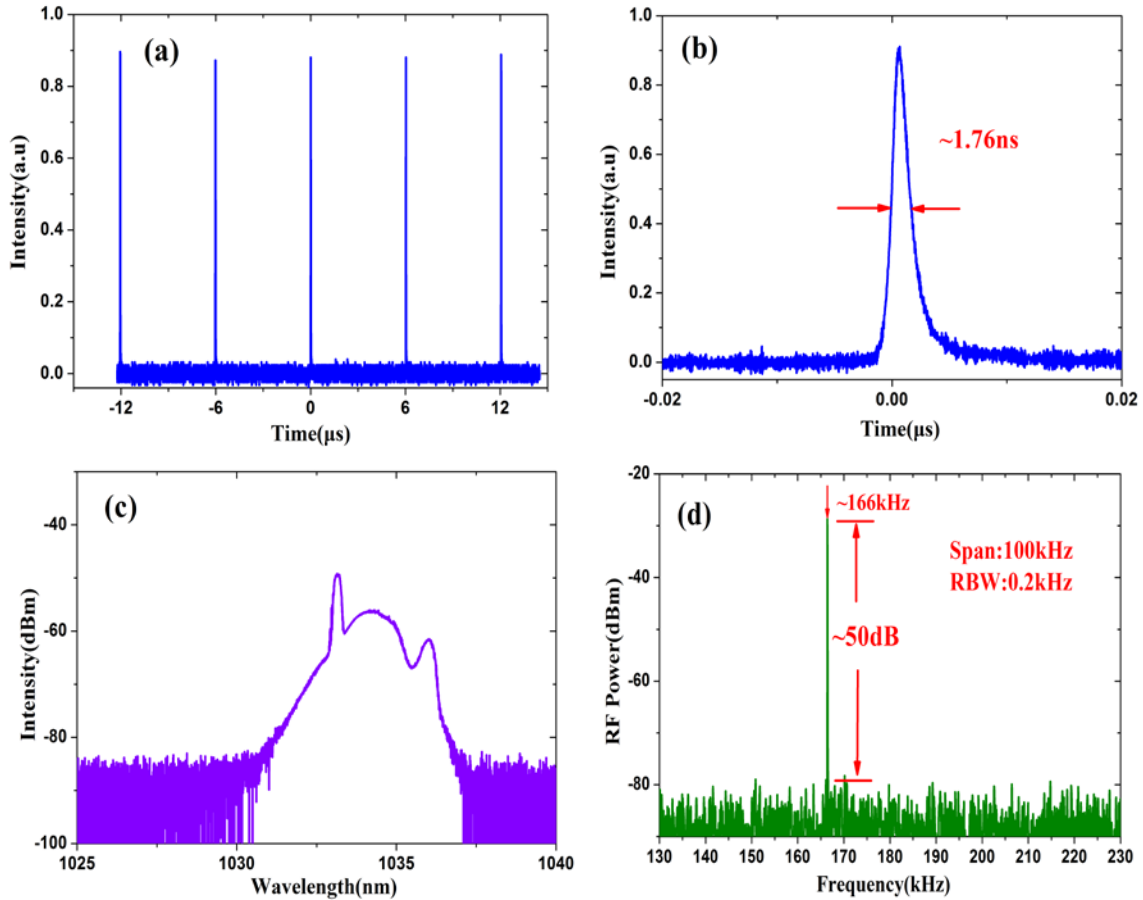 (a)
1.0
0.8
0.6
0.4
0.2
0.0
Intensity(a.u)
-12 -6 0 6 12
Time(μs)
(b)
~1.76ns
1.0
0.8
0.6
0.4
0.2
0.0
Intensity(a.u)
-0.02 0.00 0.02
Time(μs)
(c)
-40
-60
-80
-100
Intensity(dBm)
1025 1030 1035 1040
Wavelength(nm)
(d)
~166kHz
Span:100kHz
RBW:0.2kHz
~50dB
-20
-40
-60
-80
RF Power(dBm)
130 140 150 160 170 180 190 200 210 220 230
Frequency(kHz)